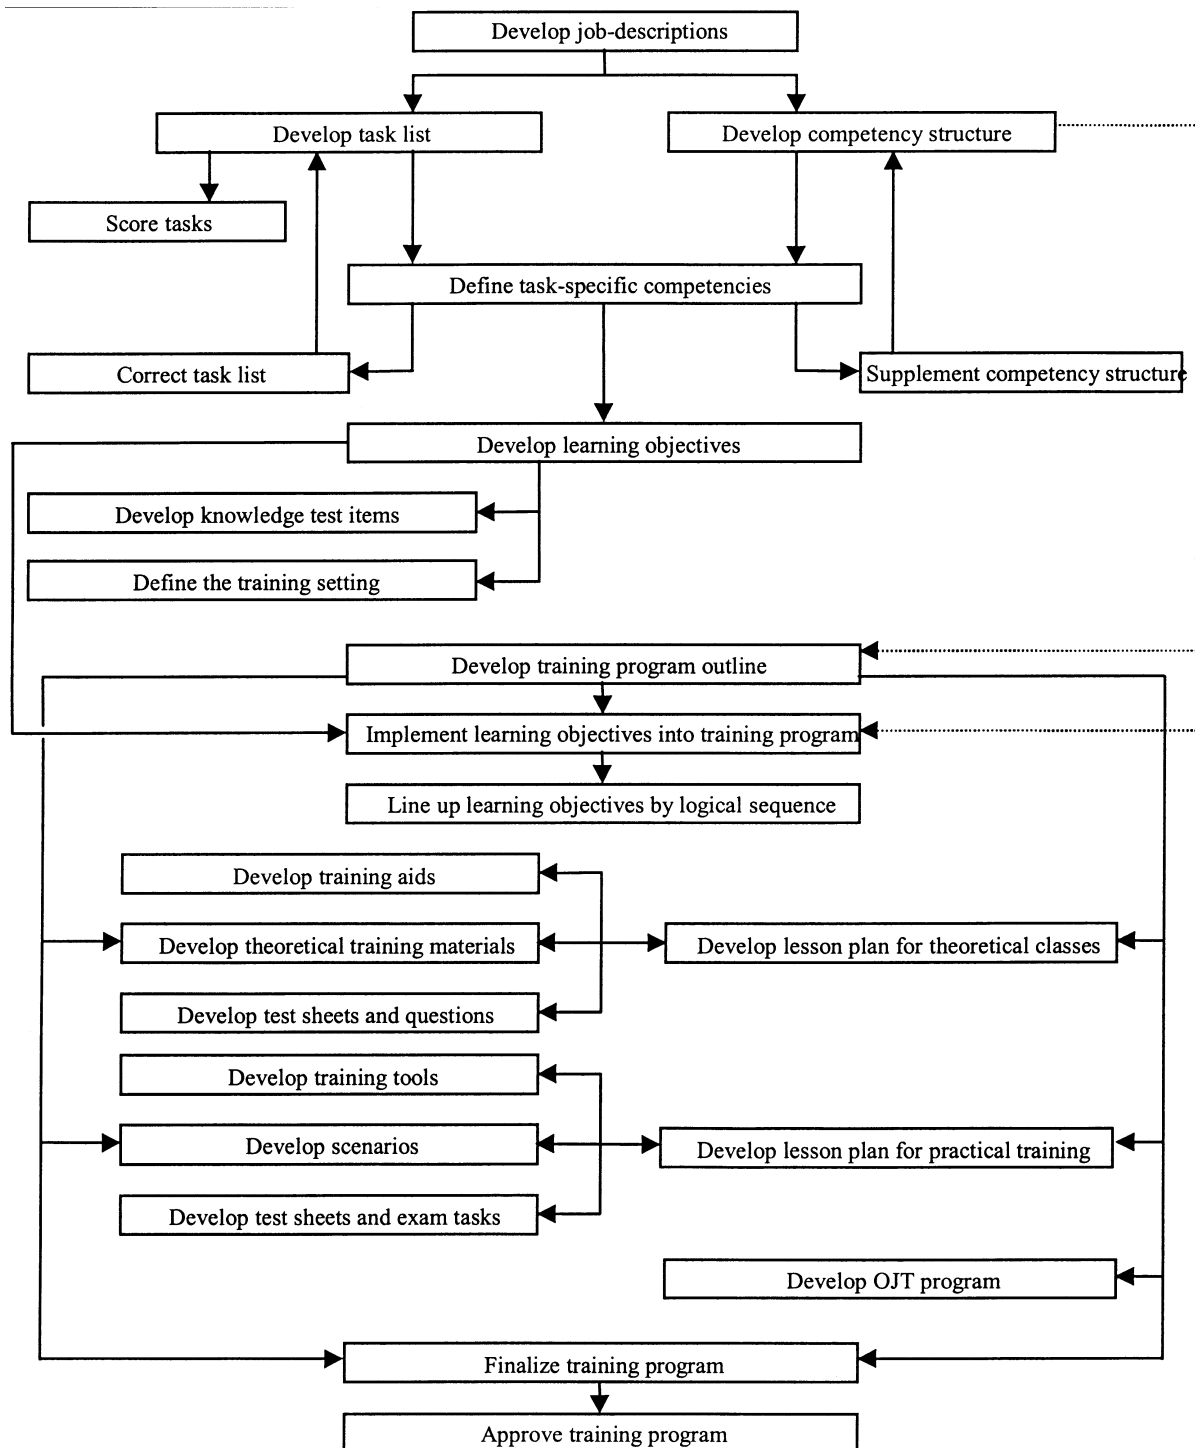 Develop job-descriptions
Develop task list
Develop competency structure
Score tasks
Define task-specific competencies
Correct task list
Supplement competency structure
Develop learning objectives
Develop knowledge test items
Define the training setting
Develop training program outline
Implement learning objectives into training program
Line up learning objectives by logical sequence
Develop training aids
Develop theoretical training materials
Develop lesson plan for theoretical classes
Develop test sheets and questions
Develop training tools
Develop scenarios
Develop lesson plan for practical training
Develop test sheets and exam tasks
Develop OJT program
Finalize training program
Approve training program